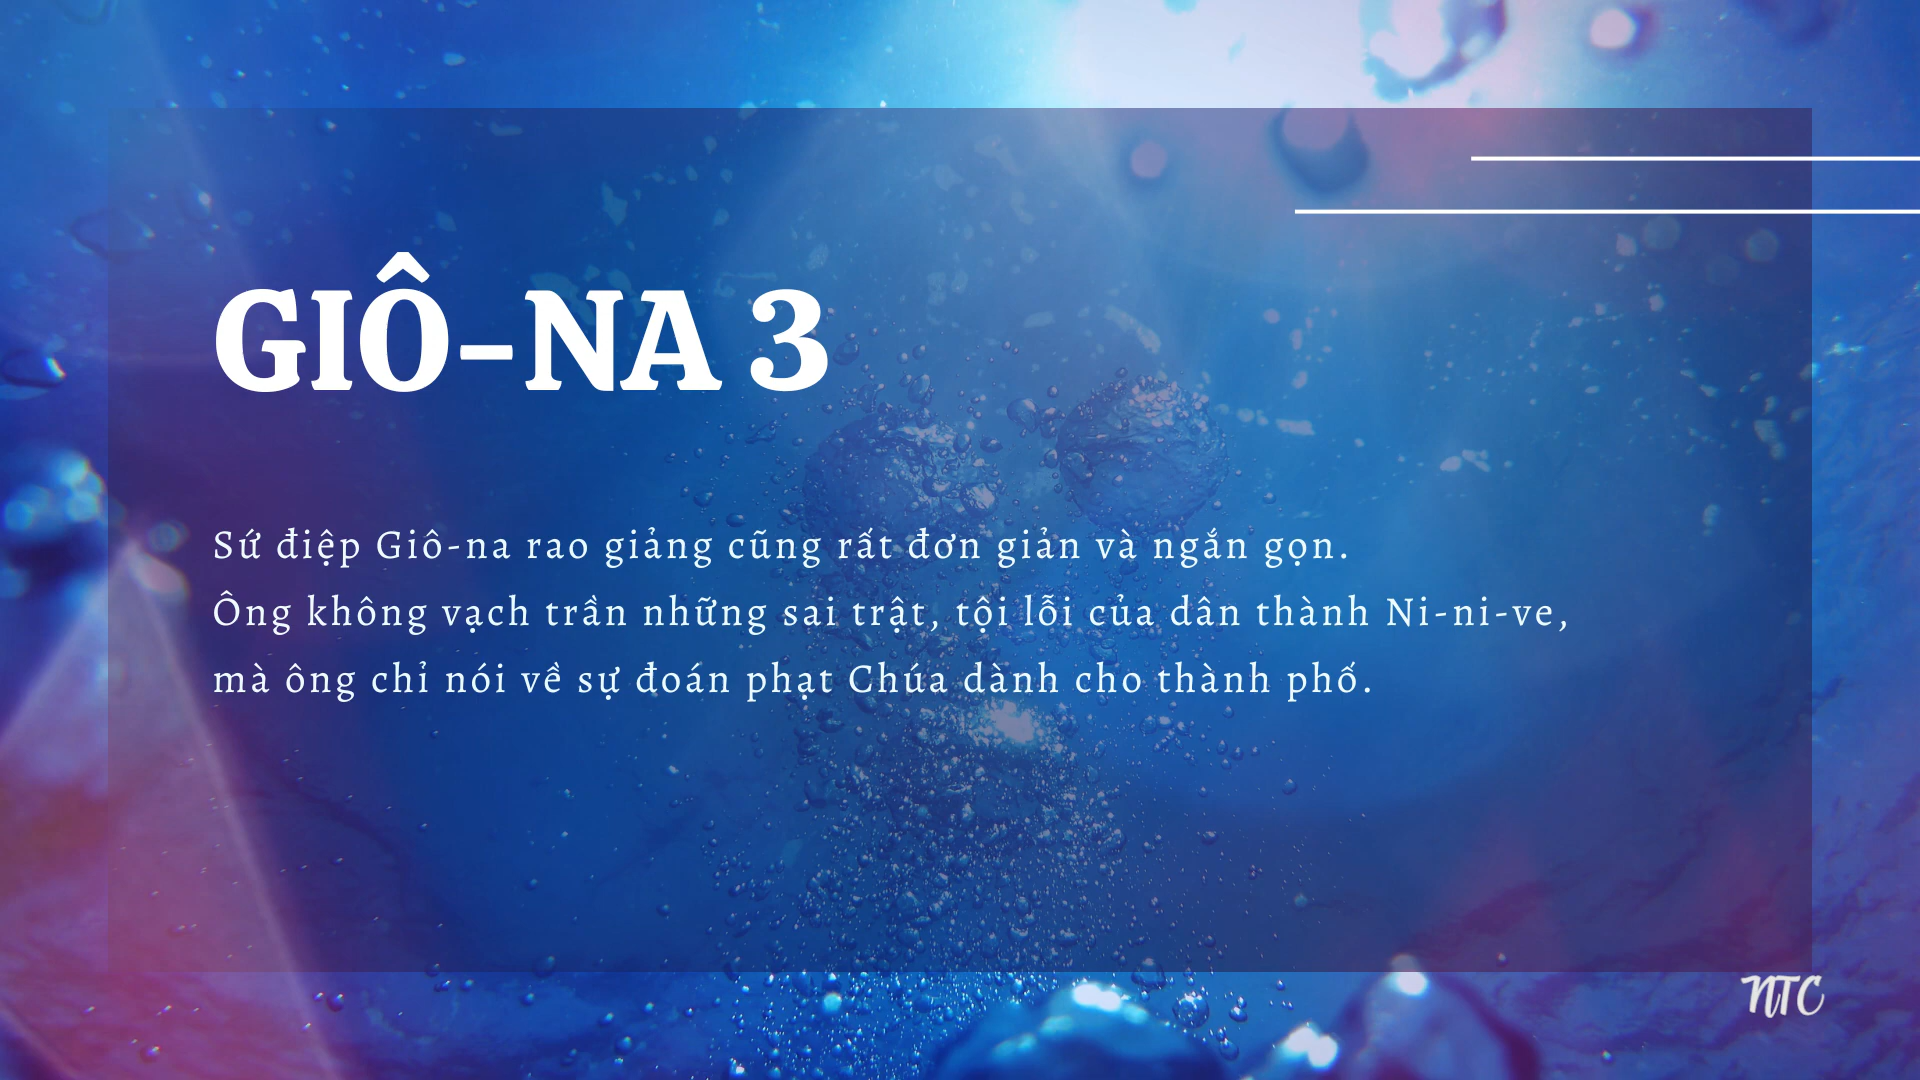 GIÔ-NA 3
Sứ điệp Giô-na rao giảng cũng rất đơn giản và ngắn gọn.
Ông không vạch trần những sai trật, tội lỗi của dân thành Ni-ni-ve,
mà ông chỉ nói về sự đoán phạt Chúa dành cho thành phố.
NTC